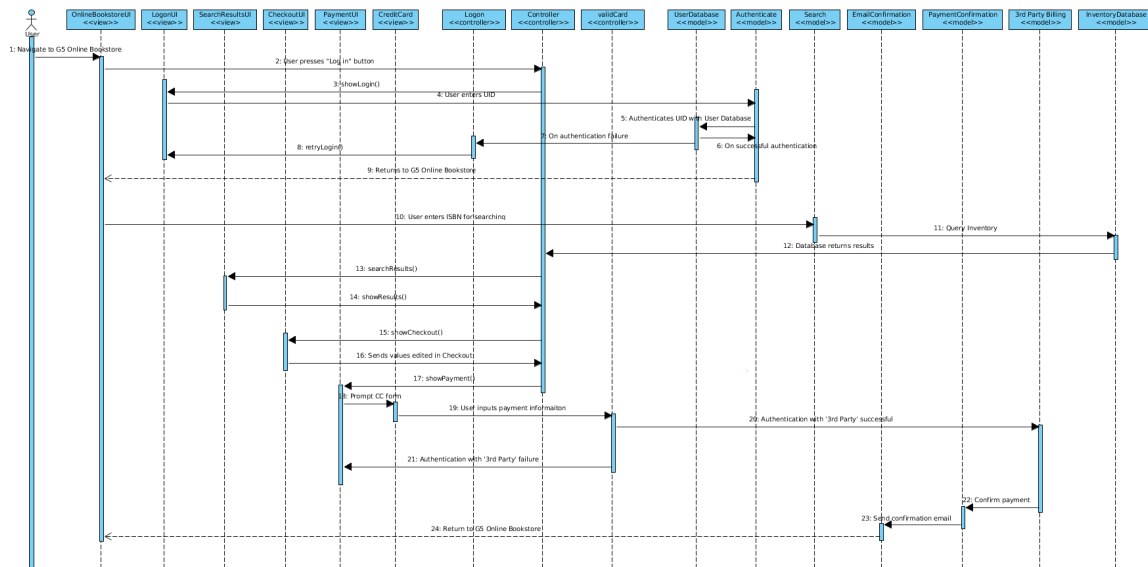 OnlineBookstoreUI
<<view>>
LogonUI
<<view>>
SearchResultsUI
<<view>>
CheckoutUI
<<view>>
PaymentUI
<<view>>
CreditCard
<<view>>
Logon
<<controller>>
Controller
<<controller>>
validCard
<<controller>>
UserDatabase
<<model>>
Authenticate
<<model>>
Search
<<model>>
EmailConfirmation
<<model>>
PaymentConfirmation
<<model>>
3rd Party Billing
<<model>>
InventoryDatabase
<<model>>
User
1: Navigate to G5 Online Bookstore
2: User presses "Log in" button
3: showLogin()
4: User enters UID
5: Authenticates UID with User Database
7: On authentication failure
6: On successful authentication
8: retryLogin()
9: Returns to G5 Online Bookstore
10: User enters ISBN for searching
11: Query Inventory
12: Database returns results
13: searchResults()
14: showResults()
15: showCheckout()
16: Sends values edited in Checkout
17: showPayment()
18: Prompt CC form
19: User inputs payment informaiton
20: Authentication with '3rd Party' successful
21: Authentication with '3rd Party' failure
22: Confirm payment
23: Send confirmation email
24: Return to G5 Online Bookstore